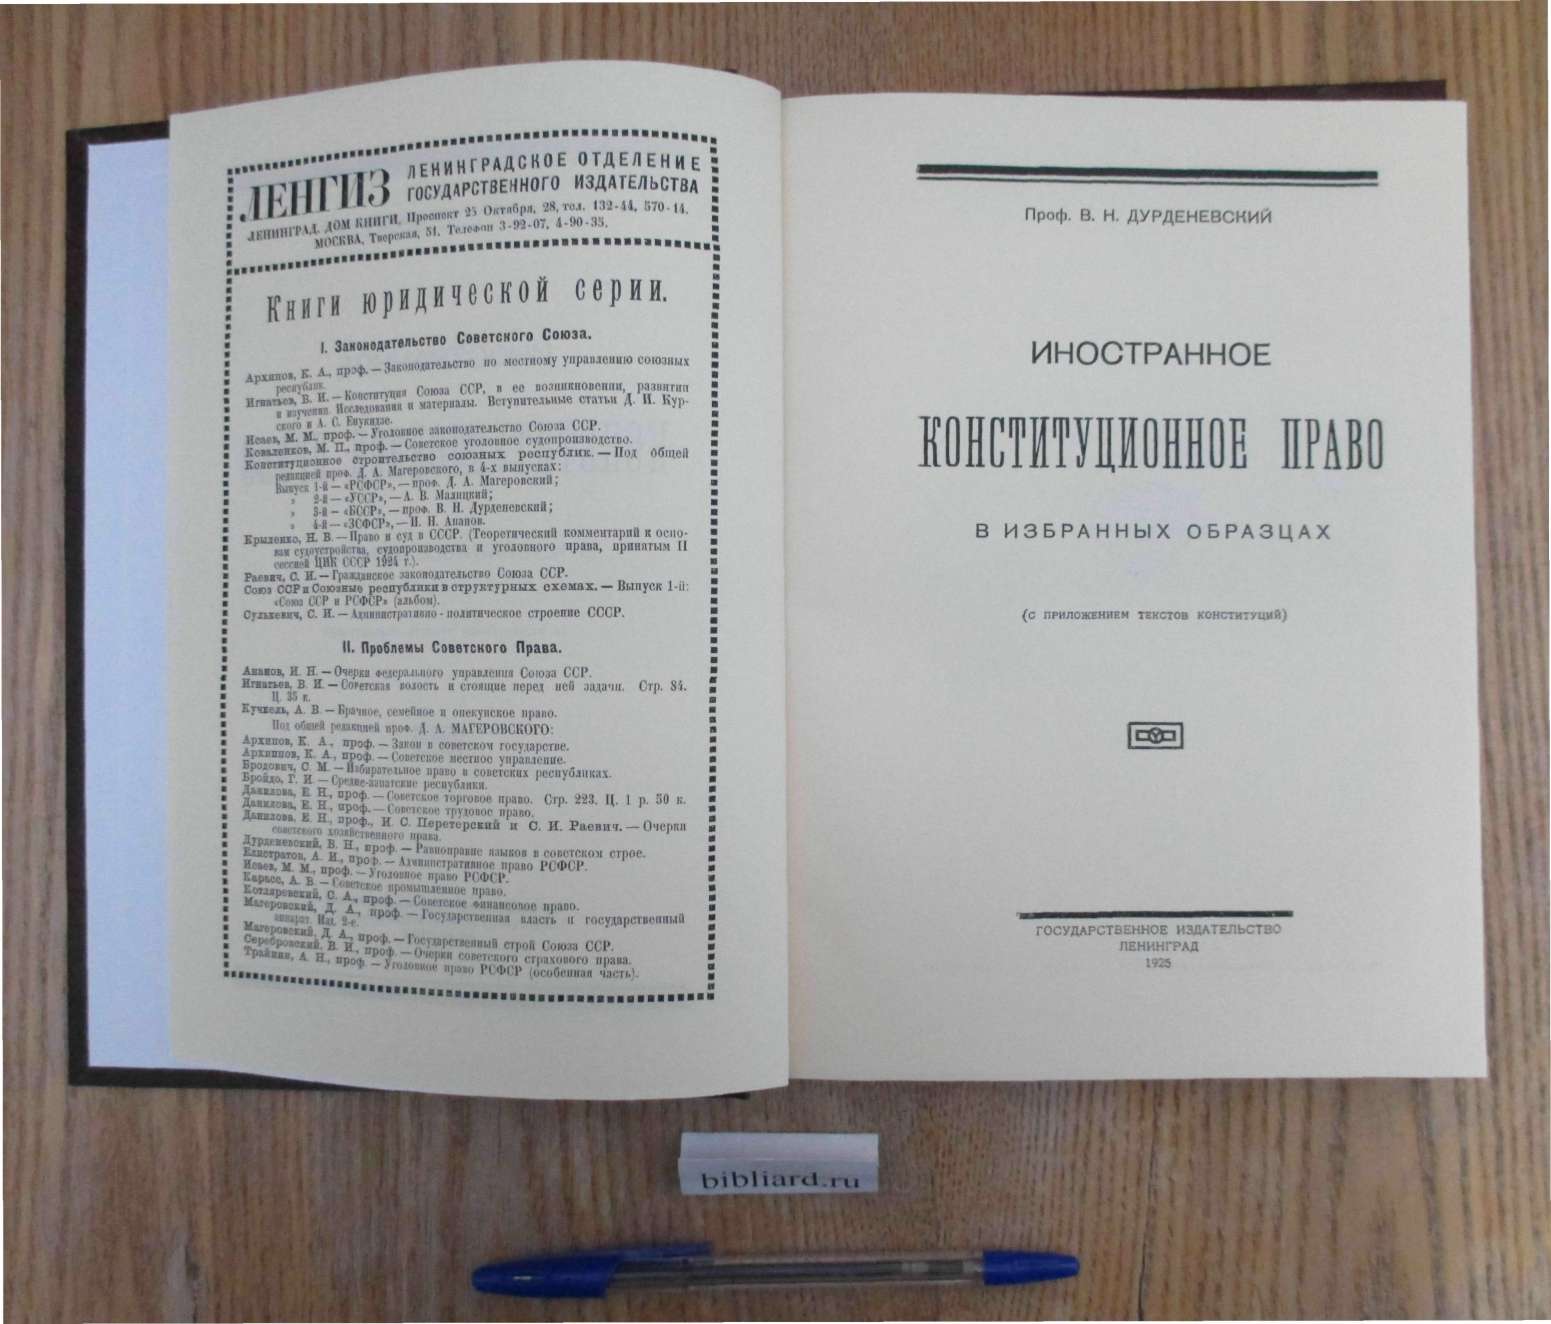 ЛЕНГИЗ ЛЕНИНГРАДСКОЕ ОТДЕЛЕНИЕ
ГОСУДАРСТВЕННОГО ИЗДАТЕЛЬСТВА
ЛЕНИНГРАД, ДОМ КНИГИ, Проспект 25 Октября, 28, тел. 132-44, 570-14.
МОСКВА, Тверская, 51. Телефон 3-92-07, 4-90-35.
Книги юридической серии.
I. Законодательство Советского Союза.
Архипов, К. А., проф. — Законодательство по местному управлению союзных
республик.
Игнатьев, В. И. — Конституция Союза ССР, в ее возникновении, развитии
и изучении. Исследования и материалы. Вступительные статьи Д. И. Кур-
ского и А. С. Енукидзе.
Исаев, М. М., проф. — Уголовное законодательство Союза ССР.
Коваленков, М. П., проф. — Советское уголовное судопроизводство.
Конституционное строительство союзных республик. — Под общей
редакцией проф. Д. А. Магеровского, в 4-х выпусках:
Выпуск 1-й — «РСФСР», — проф. Д. А. Магеровский;
„ 2-й — «УССР», — А. В. Малицкий;
„ 3-й — «БССР», — проф. В. Н. Дурденевский;
„ 4-й — «ЗСФСР», — И. Н. Ананов.
Крыленко, Н. В. — Право и суд в СССР. (Теоретический комментарий к осно-
вам судоустройства, судопроизводства и уголовного права, принятым II
сессией ЦИК СССР 1924 г.).
Раевич, С. И. — Гражданское законодательство Союза ССР.
Союз ССР и Союзные республики в структурных схемах. — Выпуск 1-й:
«Союз ССР и РСФСР» (альбом).
Сулькевич, С. И. — Административно-политическое строение СССР.
II. Проблемы Советского Права.
Ананов, И. Н. — Очерки федерального управления Союза ССР.
Игнатьев, В. И. — Советская волость и стоящие перед ней задачи. Стр. 84.
Ц. 35 к.
Кучкель, А. В. — Брачное, семейное и опекунское право.
Под общей редакцией проф. Д. А. МАГЕРОВСКОГО:
Архипов, К. А., проф. — Закон в советском государстве.
Архипов, К. А., проф. — Советское местное управление.
Бродович, С. М. — Избирательное право в советских республиках.
Бройдо, Г. И. — Средне-азиатские республики.
Данилова, Е. Н., проф. — Советское торговое право. Стр. 223. Ц. 1 р. 50 к.
Данилова, Е. Н., проф. — Советское трудовое право.
Данилова, Е. Н., проф., И. С. Перетерский и С. И. Раевич. — Очерки
советского хозяйственного права.
Дурденевский, В. Н., проф. — Равноправие языков в советском строе.
Елистратов, А. И., проф. — Административное право РСФСР.
Исаев, М. М., проф. — Уголовное право РСФСР.
Карасс, А. В. — Советское промышленное право.
Котляревский, С. А., проф. — Советское финансовое право.
Магеровский, Д. А., проф. — Государственная власть и государственный
аппарат. Изд. 2-е.
Магеровский, Д. А., проф. — Государственный строй Союза ССР.
Серебровский, В. И., проф. — Очерки советского страхового права.
Трайнин, А. Н., проф. — Уголовное право РСФСР (особенная часть).
Проф. В. Н. ДУРДЕНЕВСКИЙ
ИНОСТРАННОЕ
КОНСТИТУЦИОННОЕ ПРАВО
В ИЗБРАННЫХ ОБРАЗЦАХ
(С ПРИЛОЖЕНИЕМ ТЕКСТОВ КОНСТИТУЦИЙ)
ГОСУДАРСТВЕННОЕ ИЗДАТЕЛЬСТВО
ЛЕНИНГРАД
1925
bibliard.ru